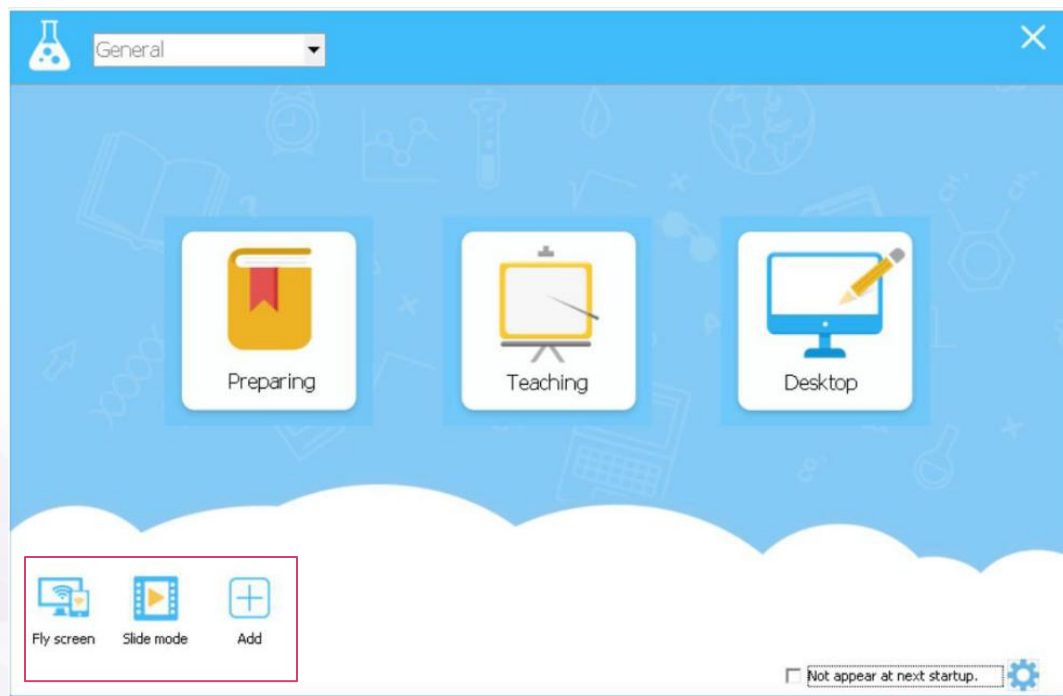 General
Preparing
Teaching
Desktop
Fly screen
Slide mode
Add
Not appear at next startup.